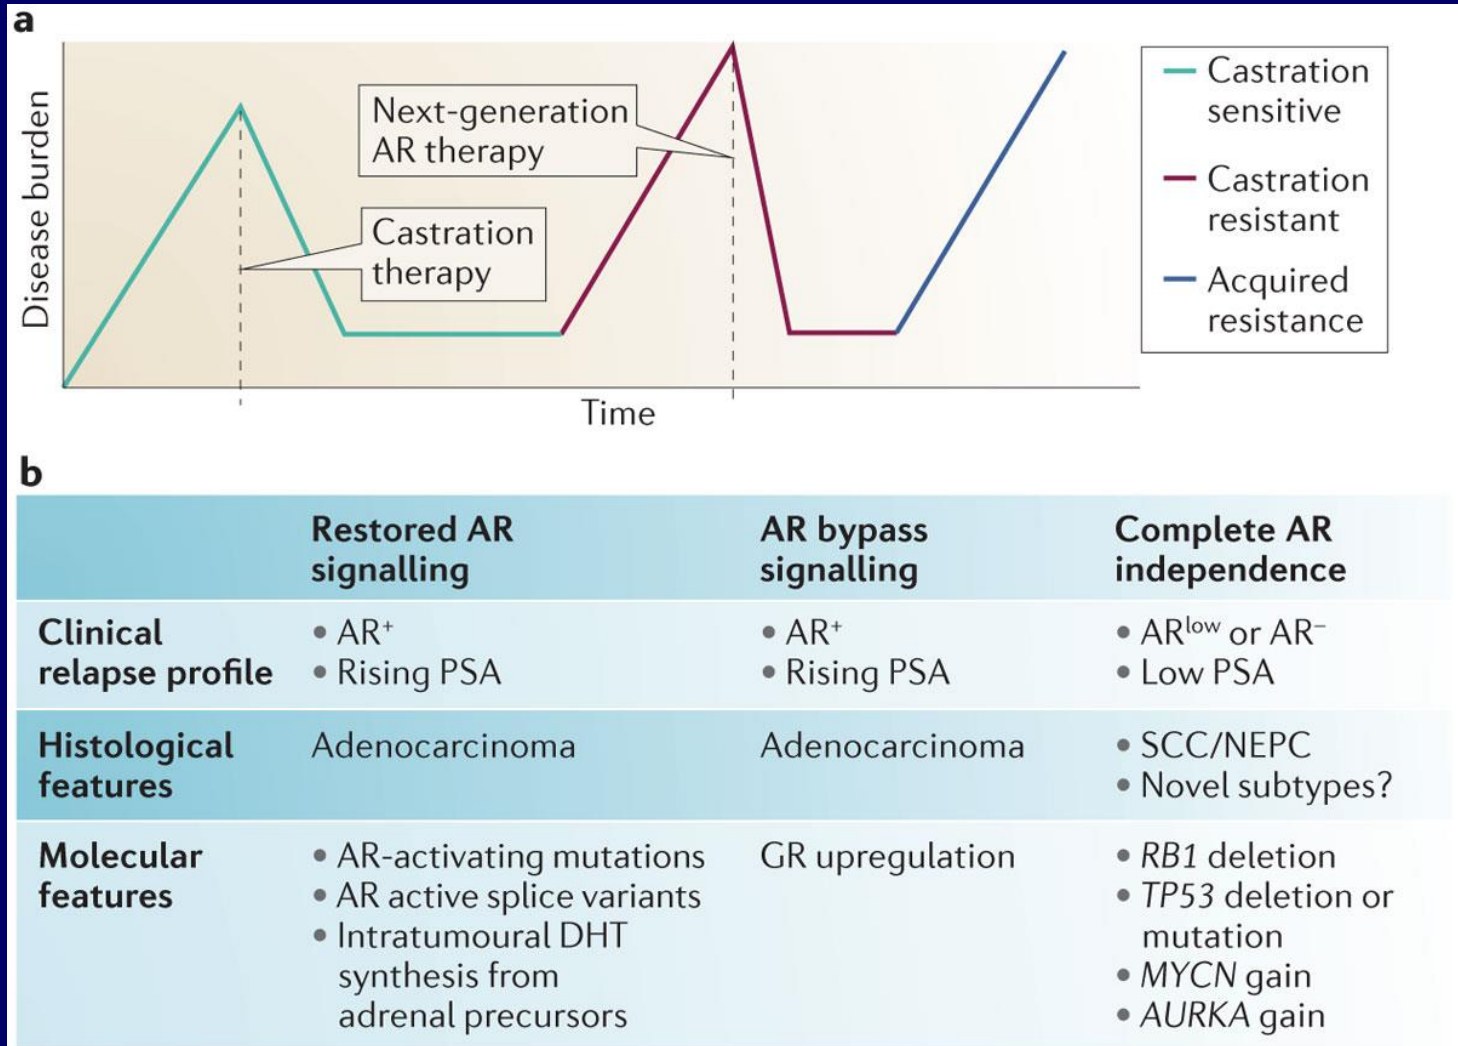 a
Disease burden
Next-generation
AR therapy
Castration
therapy
Time
Castration
sensitive
Castration
resistant
Acquired
resistance
b
Restored AR
signalling
AR bypass
signalling
Complete AR
independence
Clinical
relapse profile
• AR⁺
• Rising PSA
• AR⁺
• Rising PSA
• ARˡᵒʷ or AR⁻
• Low PSA
Histological
features
Adenocarcinoma
Adenocarcinoma
• SCC/NEPC
• Novel subtypes?
Molecular
features
• AR-activating mutations
• AR active splice variants
• Intratumoural DHT
synthesis from
adrenal precursors
GR upregulation
• RB1 deletion
• TP53 deletion or
mutation
• MYCN gain
• AURKA gain